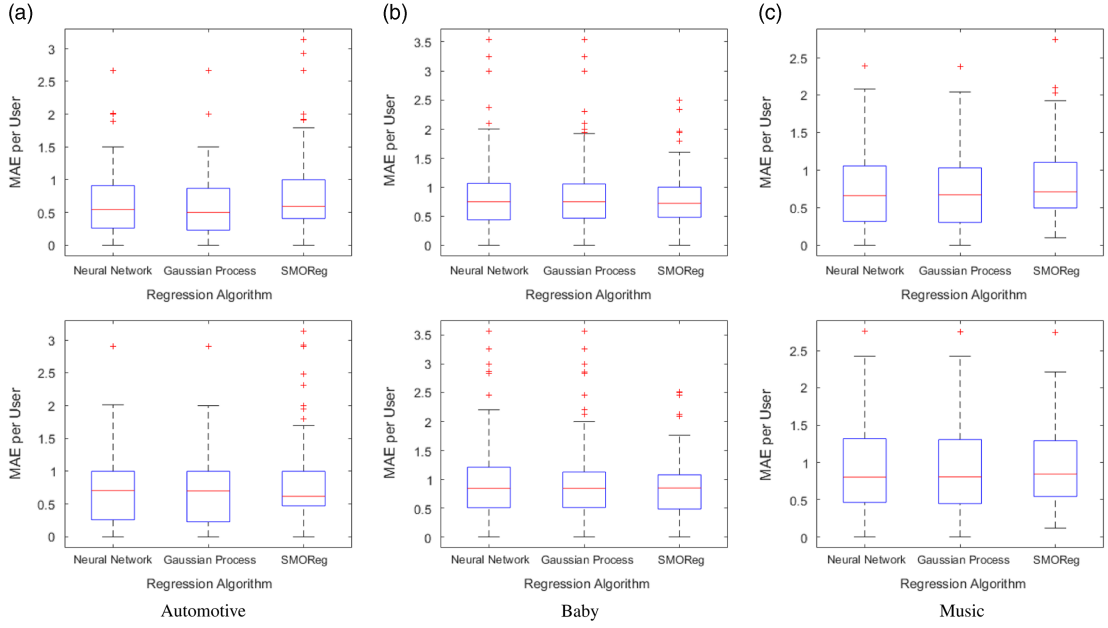 (a)
MAE per User
3
2.5
2
1.5
1
0.5
0
Neural Network Gaussian Process SMOReg
Regression Algorithm
(b)
MAE per User
3.5
3
2.5
2
1.5
1
0.5
0
Neural Network Gaussian Process SMOReg
Regression Algorithm
(c)
MAE per User
2.5
2
1.5
1
0.5
0
Neural Network Gaussian Process SMOReg
Regression Algorithm
MAE per User
3
2.5
2
1.5
1
0.5
0
Neural Network Gaussian Process SMOReg
Regression Algorithm
Automotive
MAE per User
3.5
3
2.5
2
1.5
1
0.5
0
Neural Network Gaussian Process SMOReg
Regression Algorithm
Baby
MAE per User
2.5
2
1.5
1
0.5
0
Neural Network Gaussian Process SMOReg
Regression Algorithm
Music